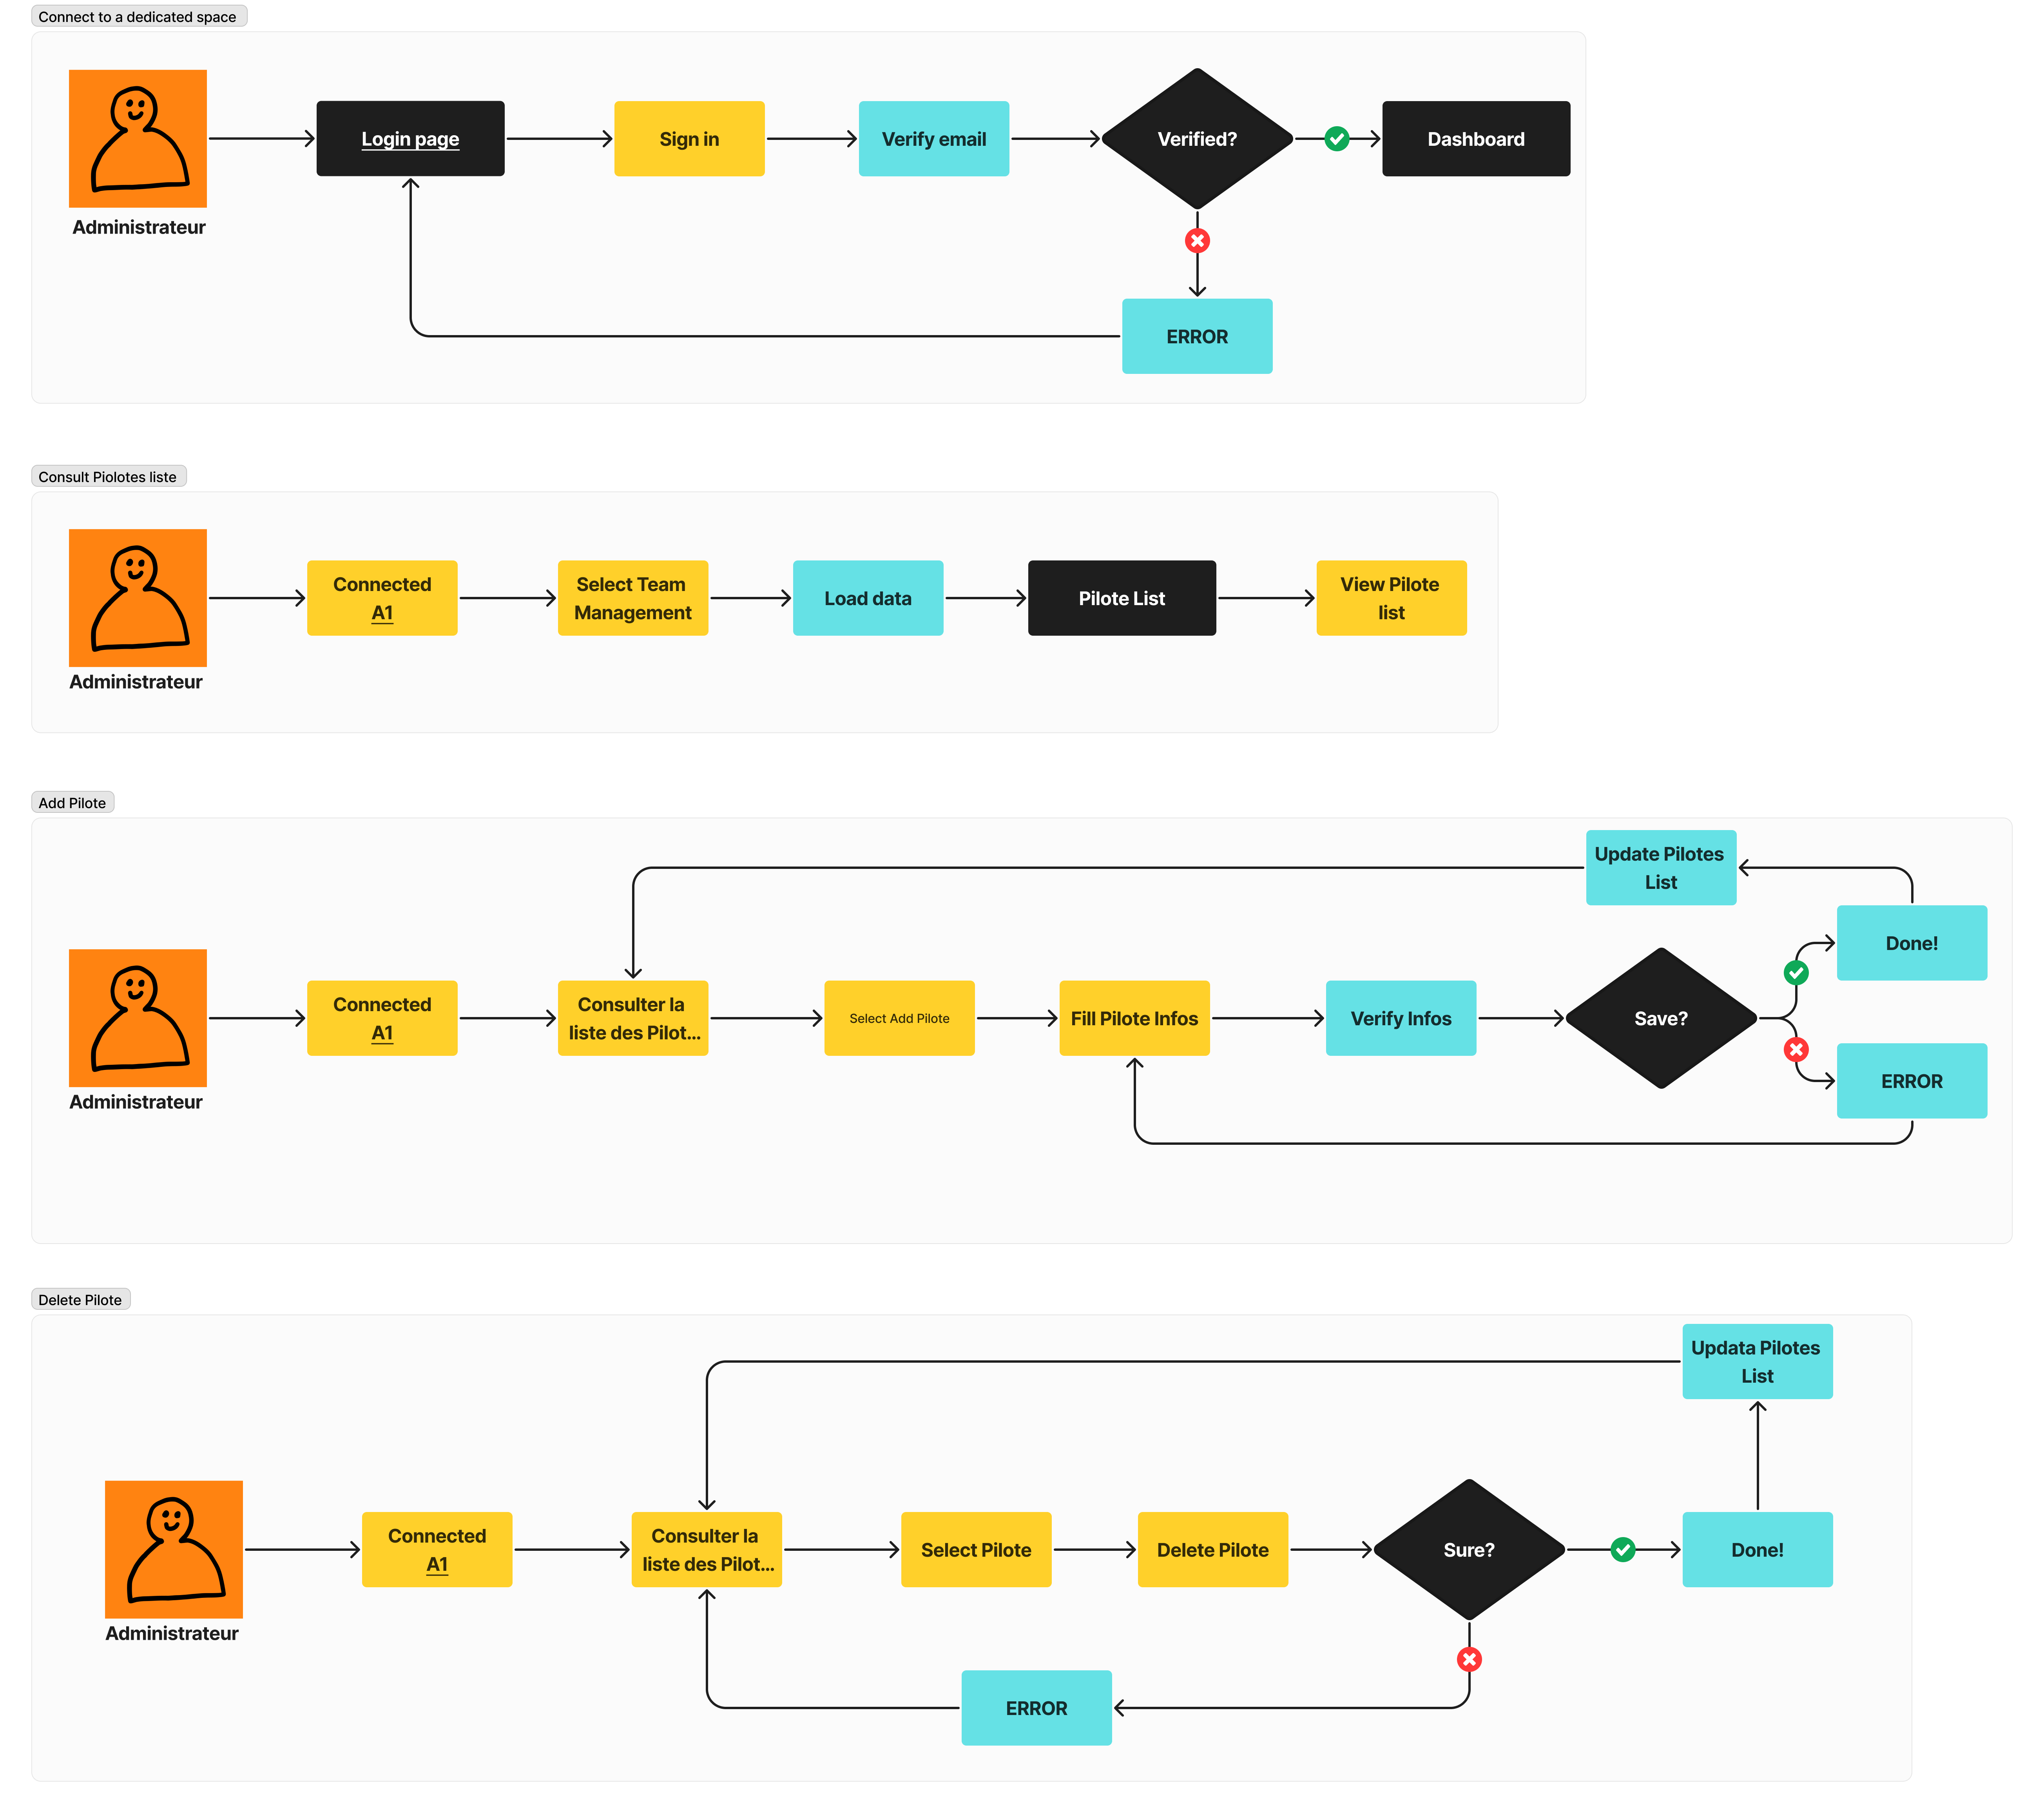 Connect to a dedicated space
Login page
Sign in
Verify email
Verified?
Dashboard
Administrateur
ERROR
Consult Piolotes liste
Connected
A1
Select Team
Management
Load data
Pilote List
View Pilote
list
Administrateur
Add Pilote
Update Pilotes
List
Done!
Connected
A1
Consulter la
liste des Pilot...
Select Add Pilote
Fill Pilote Infos
Verify Infos
Save?
ERROR
Administrateur
Delete Pilote
Updata Pilotes
List
Connected
A1
Consulter la
liste des Pilot...
Select Pilote
Delete Pilote
Sure?
Done!
Administrateur
ERROR